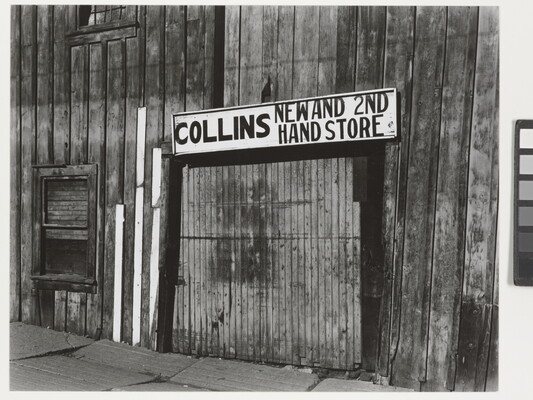 COLLINS NEW AND 2ND
HAND STORE